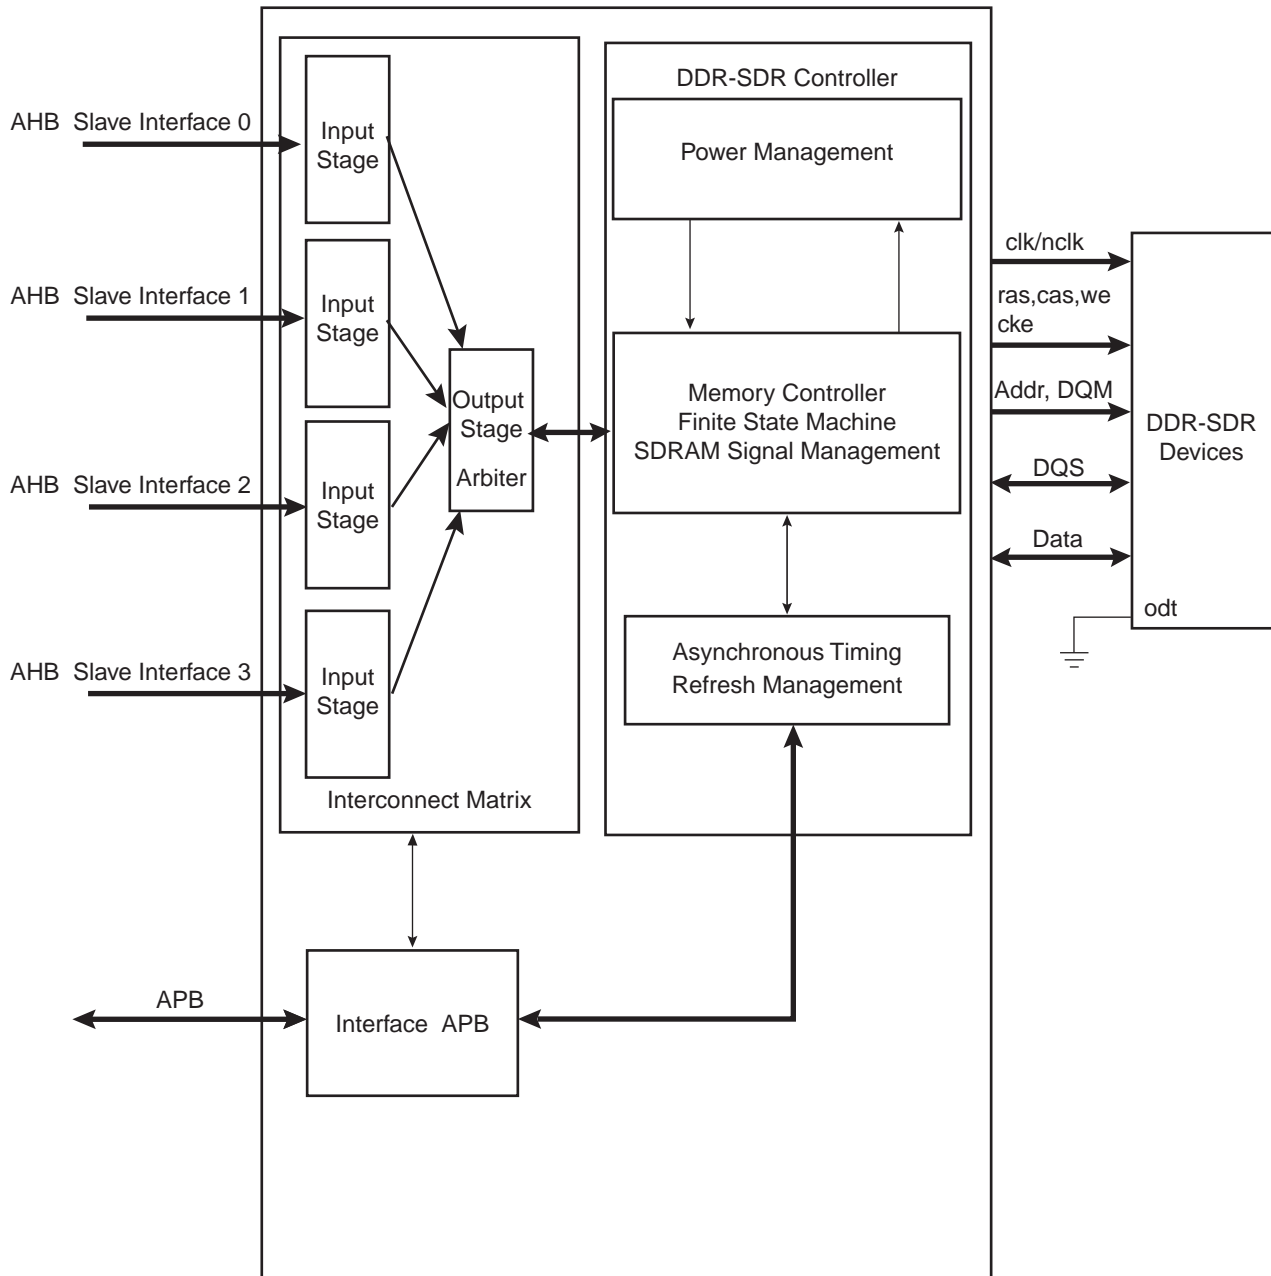 AHB Slave Interface 0
AHB Slave Interface 1
AHB Slave Interface 2
AHB Slave Interface 3
APB
Input
Stage
Input
Stage
Input
Stage
Input
Stage
Output
Stage
Arbiter
Interconnect Matrix
Interface APB
DDR-SDR Controller
Power Management
Memory Controller
Finite State Machine
SDRAM Signal Management
Asynchronous Timing
Refresh Management
clk/nclk
ras,cas,we
cke
Addr, DQM
DQS
Data
DDR-SDR
Devices
odt